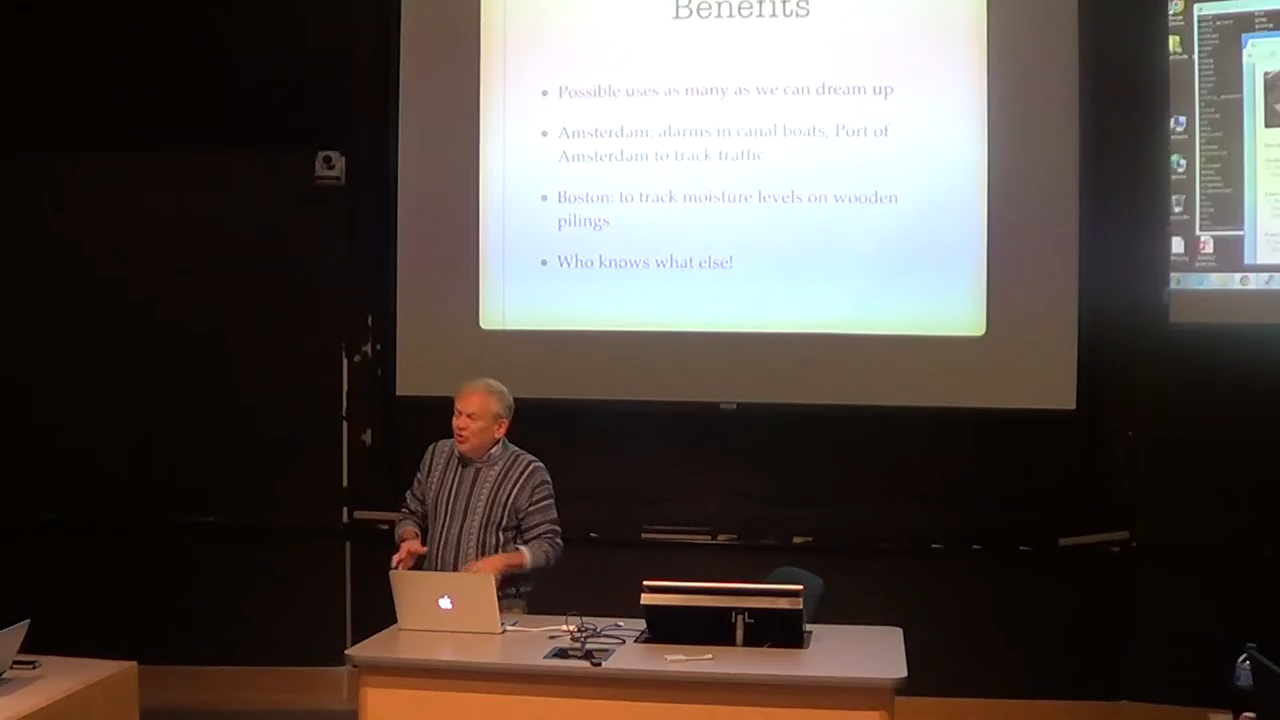 Benefits
Possible uses as many as we can dream up
Amsterdam: alarms in canal boats, Port of
Amsterdam to track traffic
Boston: to track moisture levels on wooden
pilings
Who knows what else!